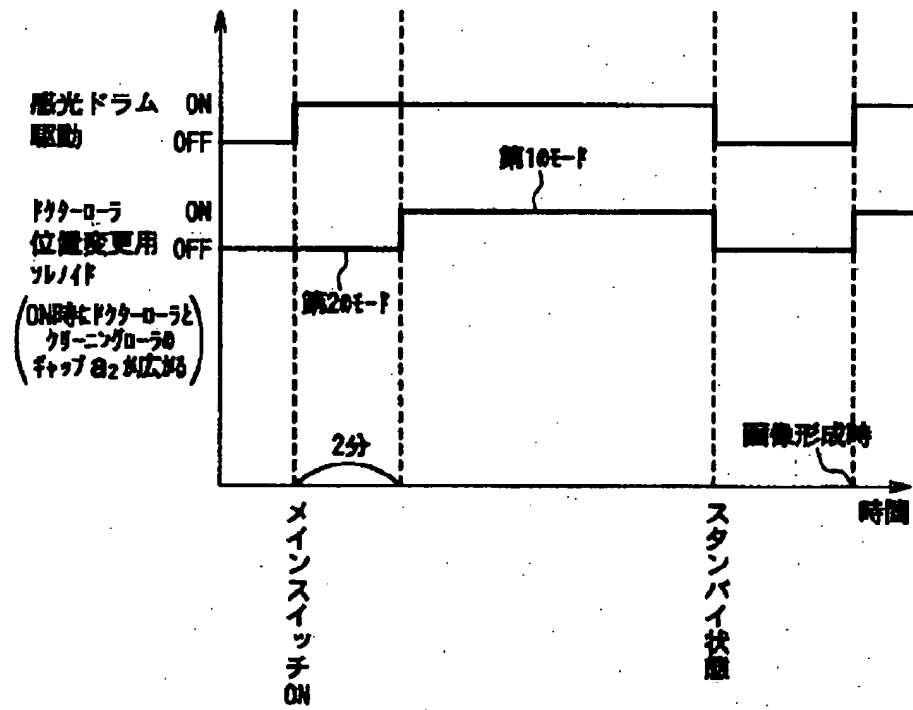 感光ドラム ON
駆動 OFF
第1のモード
ドクターローラ ON
位置変更用 OFF
ソレノイド
第2のモード
(ON時にドクターローラと
クリーニングローラの
ギャップa₂が広がる)
2分
画像形成時
時間
メインスイッチON
スタンバイ状態